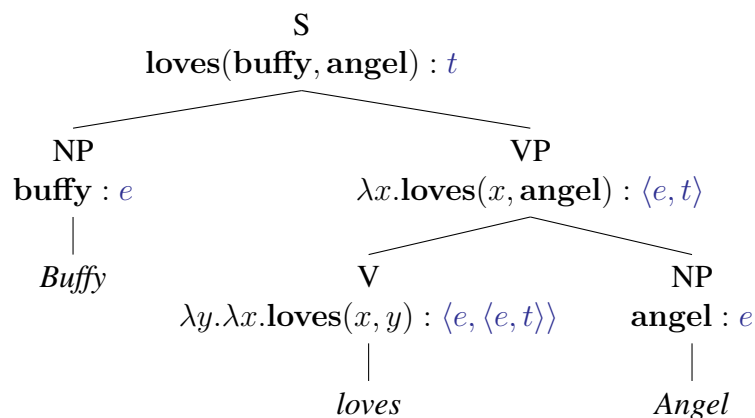 S
loves(buffy, angel) : t
NP VP
buffy : e λx.loves(x, angel) : ⟨e, t⟩
Buffy V NP
λy.λx.loves(x, y) : ⟨e, ⟨e, t⟩⟩ angel : e
loves Angel